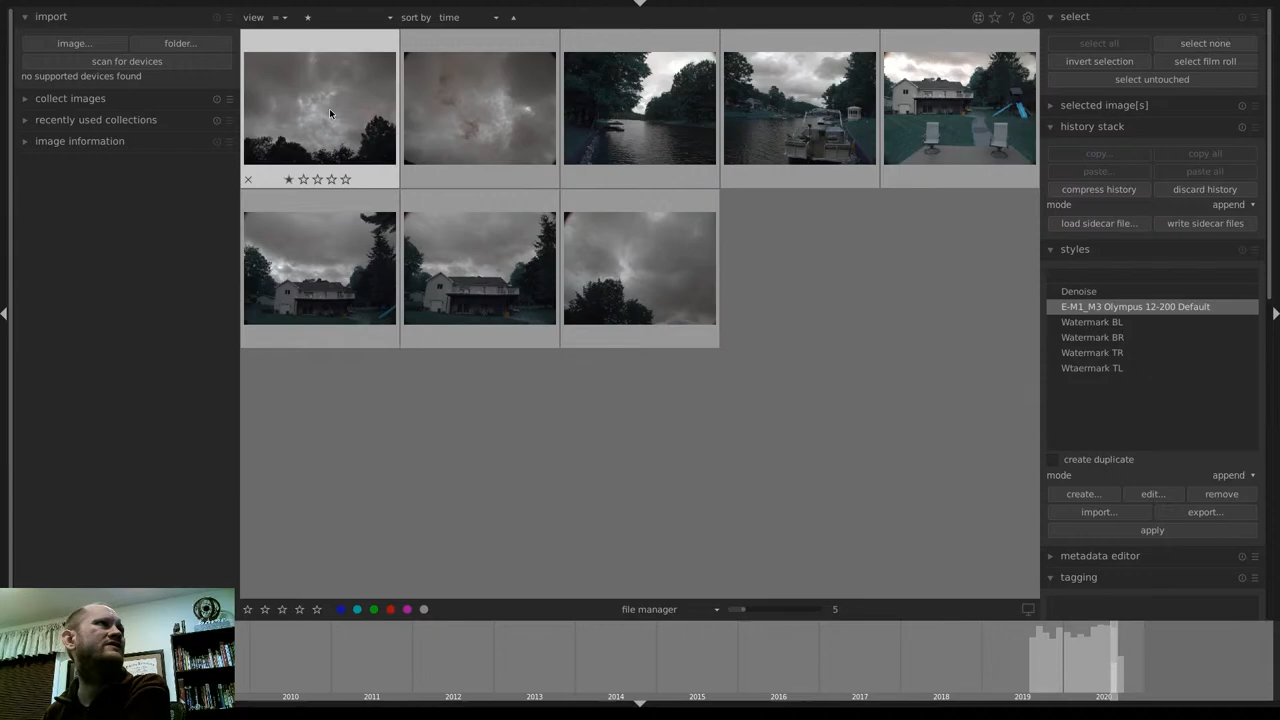 import
image...
folder...
scan for devices
no supported devices found
collect images
recently used collections
image information
view
★
sort by
time
select
select all
select none
invert selection
select film roll
select untouched
selected image[s]
history stack
copy...
copy all
paste...
paste all
compress history
discard history
mode
append
load sidecar file...
write sidecar files
styles
Denoise
E-M1_M3 Olympus 12-200 Default
Watermark BL
Watermark BR
Watermark TR
Wtaermark TL
create duplicate
mode
append
create...
edit...
remove
import...
export...
apply
metadata editor
tagging
file manager
5
2010
2011
2012
2013
2014
2015
2016
2017
2018
2019
2020